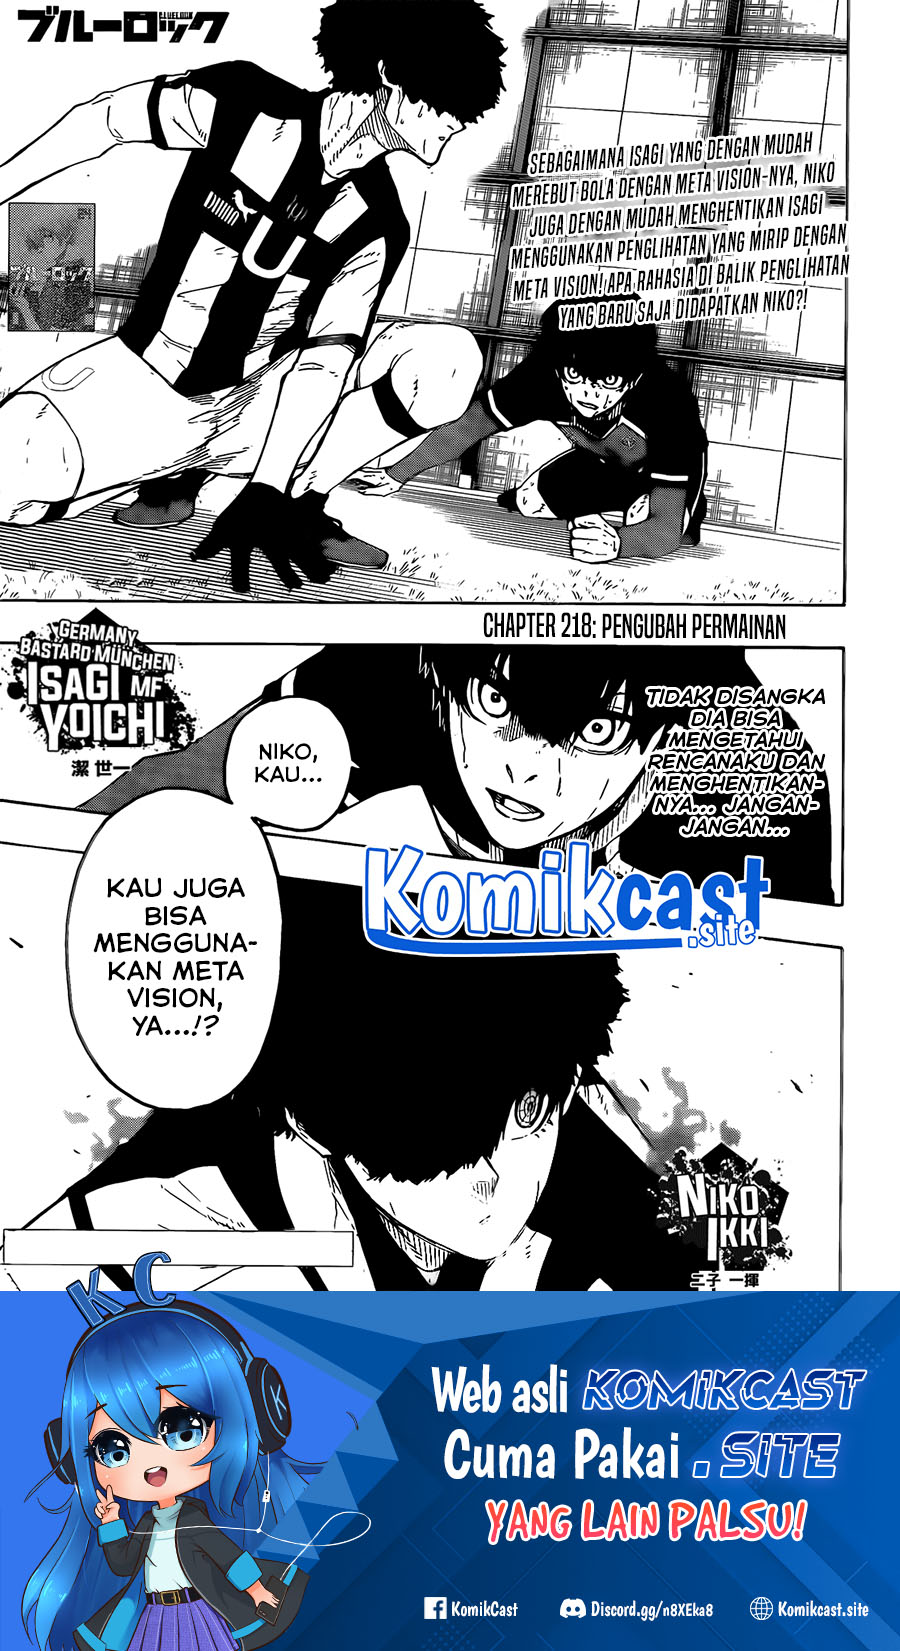 ブルーロック
BLUELOCK
SEBAGAIMANA ISAGI YANG DENGAN MUDAH
MEREBUT BOLA DENGAN META VISION-NYA, NIKO
JUGA DENGAN MUDAH MENGHENTIKAN ISAGI
MENGGUNAKAN PENGLIHATAN YANG MIRIP DENGAN
META VISION! APA RAHASIA DI BALIK PENGLIHATAN
YANG BARU SAJA DIDAPATKAN NIKO?!
24
CHAPTER 218: PENGUBAH PERMAINAN
GERMANY
BASTARD MÜNCHEN
ISAGI MF
YOICHI
潔 世一
NIKO,
KAU...
TIDAK DISANGKA
DIA BISA
MENGETAHUI
RENCANAKU DAN
MENGHENTIKAN-
NYA... JANGAN-
JANGAN...
Komikcast
.site
KAU JUGA
BISA
MENGGUNA-
KAN META
VISION,
YA...!?
NIKO
IKKI
二子 一揮
KC
K
Web asli KOMIKCAST
Cuma Pakai .SITE
YANG LAIN PALSU!
KomikCast
Discord.gg/n8XEka8
Komikcast.site